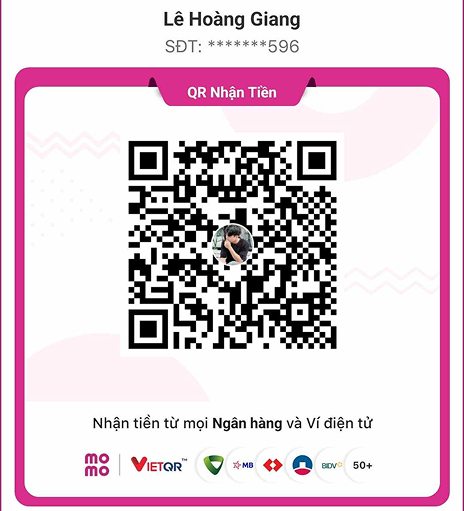 Lê Hoàng Giang
SĐT: *******596
QR Nhận Tiền
Nhận tiền từ mọi Ngân hàng và Ví điện tử
mo
mo
VIETQR™
MB
BIDV
50+